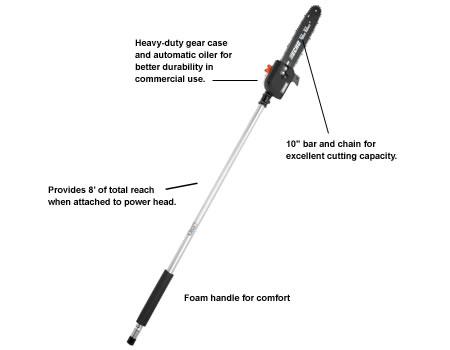 Heavy-duty gear case
and automatic oiler for
better durability in
commercial use.
10" bar and chain for
excellent cutting capacity.
Provides 8' of total reach
when attached to power head.
Foam handle for comfort